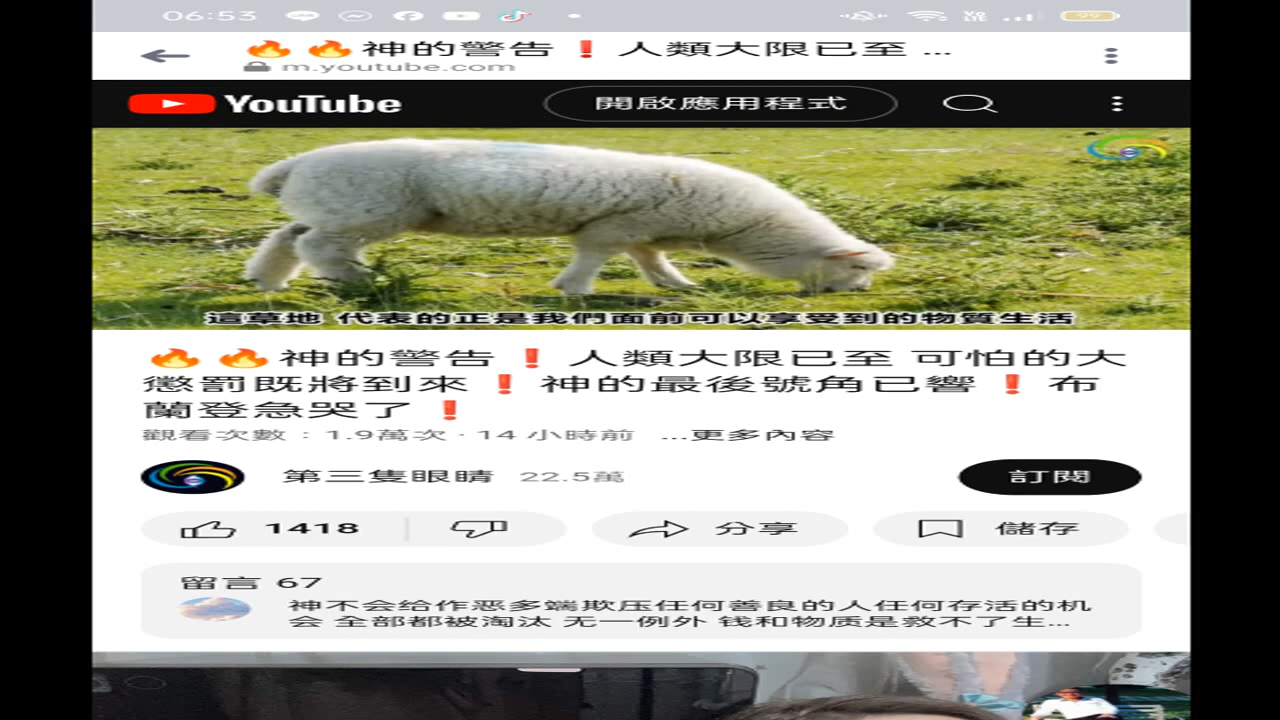 06:53
VO LTE
99
🔥🔥神的警告❗人類大限已至 ...
m.youtube.com
YouTube
開啟應用程式
這草地 代表的正是我們面前可以享受到的物質生活
🔥🔥神的警告❗人類大限已至 可怕的大
懲罰既將到來❗神的最後號角已響❗布
蘭登急哭了❗
觀看次數：1.9萬次 · 14 小時前 ...更多內容
第三隻眼睛 22.5萬
訂閱
1418
分享
儲存
留言 67
神不会给作恶多端欺压任何善良的人任何存活的机
会 全部都被淘汰 无一例外 钱和物质是救不了生...